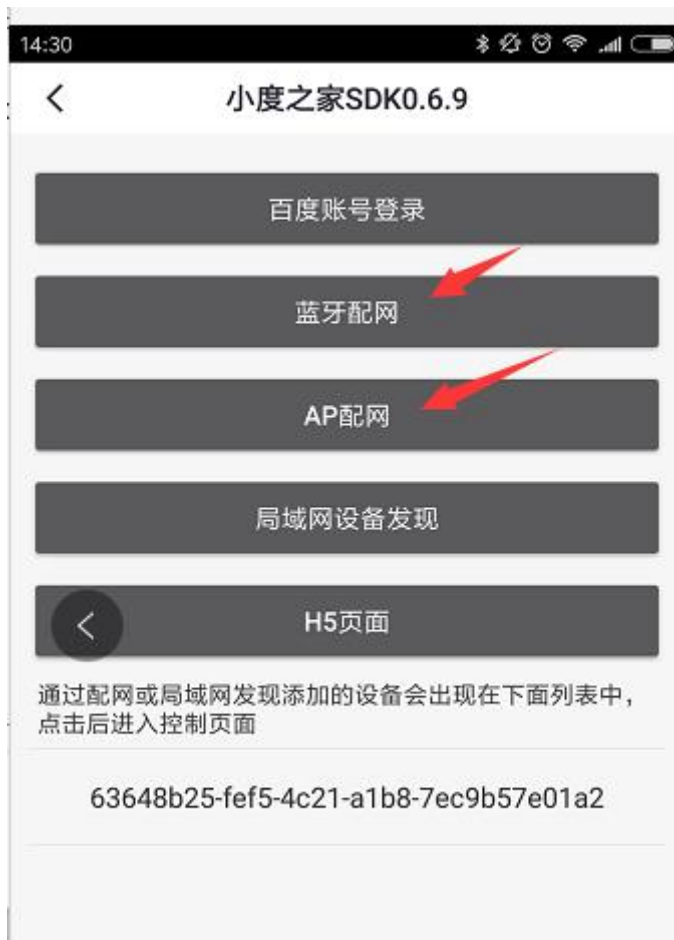 14:30
小度之家SDK0.6.9
百度账号登录
蓝牙配网
AP配网
局域网设备发现
H5页面
通过配网或局域网发现添加的设备会出现在下面列表中，
点击后进入控制页面
63648b25-fef5-4c21-a1b8-7ec9b57e01a2